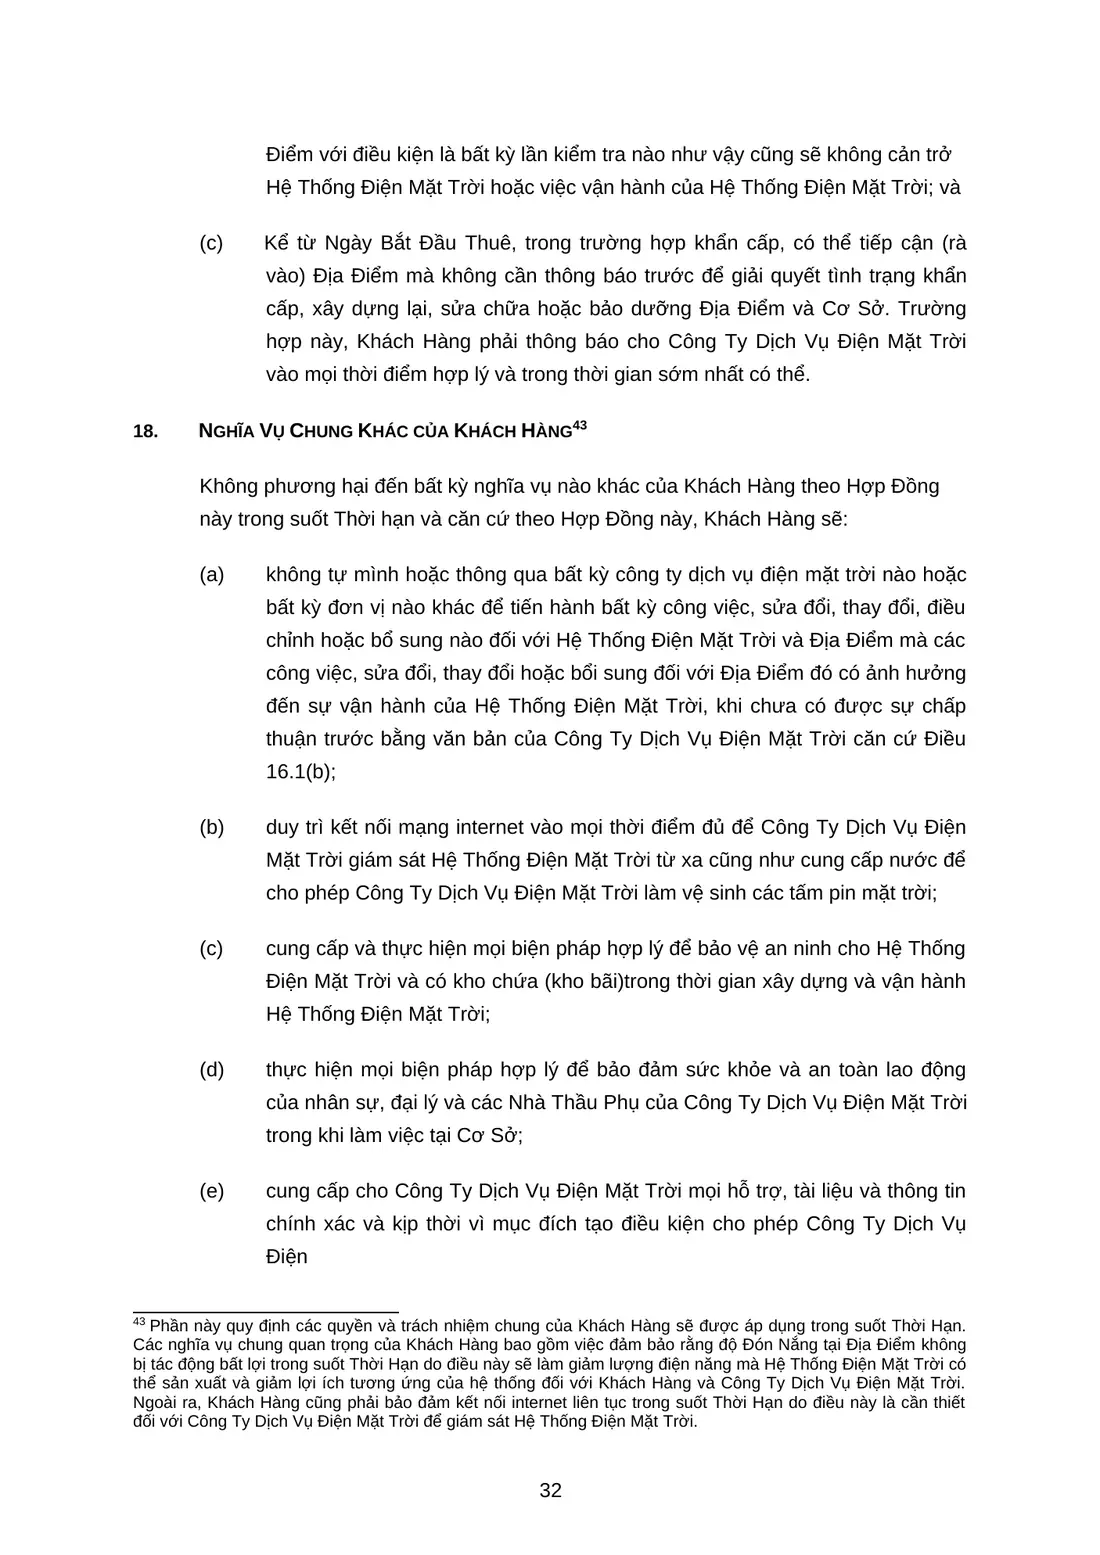 Điểm với điều kiện là bất kỳ lần kiểm tra nào như vậy cũng sẽ không cản trở
Hệ Thống Điện Mặt Trời hoặc việc vận hành của Hệ Thống Điện Mặt Trời; và
(c) Kể từ Ngày Bắt Đầu Thuê, trong trường hợp khẩn cấp, có thể tiếp cận (rà
vào) Địa Điểm mà không cần thông báo trước để giải quyết tình trạng khẩn
cấp, xây dựng lại, sửa chữa hoặc bảo dưỡng Địa Điểm và Cơ Sở. Trường
hợp này, Khách Hàng phải thông báo cho Công Ty Dịch Vụ Điện Mặt Trời
vào mọi thời điểm hợp lý và trong thời gian sớm nhất có thể.
18. NGHĨA VỤ CHUNG KHÁC CỦA KHÁCH HÀNG43
Không phương hại đến bất kỳ nghĩa vụ nào khác của Khách Hàng theo Hợp Đồng
này trong suốt Thời hạn và căn cứ theo Hợp Đồng này, Khách Hàng sẽ:
(a) không tự mình hoặc thông qua bất kỳ công ty dịch vụ điện mặt trời nào hoặc
bất kỳ đơn vị nào khác để tiến hành bất kỳ công việc, sửa đổi, thay đổi, điều
chỉnh hoặc bổ sung nào đối với Hệ Thống Điện Mặt Trời và Địa Điểm mà các
công việc, sửa đổi, thay đổi hoặc bổi sung đối với Địa Điểm đó có ảnh hưởng
đến sự vận hành của Hệ Thống Điện Mặt Trời, khi chưa có được sự chấp
thuận trước bằng văn bản của Công Ty Dịch Vụ Điện Mặt Trời căn cứ Điều
16.1(b);
(b) duy trì kết nối mạng internet vào mọi thời điểm đủ để Công Ty Dịch Vụ Điện
Mặt Trời giám sát Hệ Thống Điện Mặt Trời từ xa cũng như cung cấp nước để
cho phép Công Ty Dịch Vụ Điện Mặt Trời làm vệ sinh các tấm pin mặt trời;
(c) cung cấp và thực hiện mọi biện pháp hợp lý để bảo vệ an ninh cho Hệ Thống
Điện Mặt Trời và có kho chứa (kho bãi)trong thời gian xây dựng và vận hành
Hệ Thống Điện Mặt Trời;
(d) thực hiện mọi biện pháp hợp lý để bảo đảm sức khỏe và an toàn lao động
của nhân sự, đại lý và các Nhà Thầu Phụ của Công Ty Dịch Vụ Điện Mặt Trời
trong khi làm việc tại Cơ Sở;
(e) cung cấp cho Công Ty Dịch Vụ Điện Mặt Trời mọi hỗ trợ, tài liệu và thông tin
chính xác và kịp thời vì mục đích tạo điều kiện cho phép Công Ty Dịch Vụ
Điện
43 Phần này quy định các quyền và trách nhiệm chung của Khách Hàng sẽ được áp dụng trong suốt Thời Hạn.
Các nghĩa vụ chung quan trọng của Khách Hàng bao gồm việc đảm bảo rằng độ Đón Nắng tại Địa Điểm không
bị tác động bất lợi trong suốt Thời Hạn do điều này sẽ làm giảm lượng điện năng mà Hệ Thống Điện Mặt Trời có
thể sản xuất và giảm lợi ích tương ứng của hệ thống đối với Khách Hàng và Công Ty Dịch Vụ Điện Mặt Trời.
Ngoài ra, Khách Hàng cũng phải bảo đảm kết nối internet liên tục trong suốt Thời Hạn do điều này là cần thiết
đối với Công Ty Dịch Vụ Điện Mặt Trời để giám sát Hệ Thống Điện Mặt Trời.
32